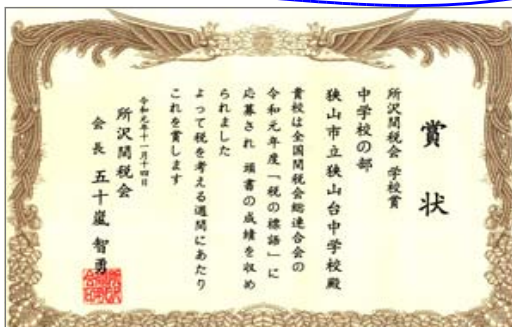 賞状
所沢間税会 学校賞
中学校の部
狭山市立狭山台中学校殿
貴校は全国間税会総連合会の
令和元年度「税の標語」に
応募され 頭書の成績を収め
られました
よって税を考える週間にあたり
これを賞します
令和元年十一月十四日
所沢間税会
会長 五十嵐 智勇